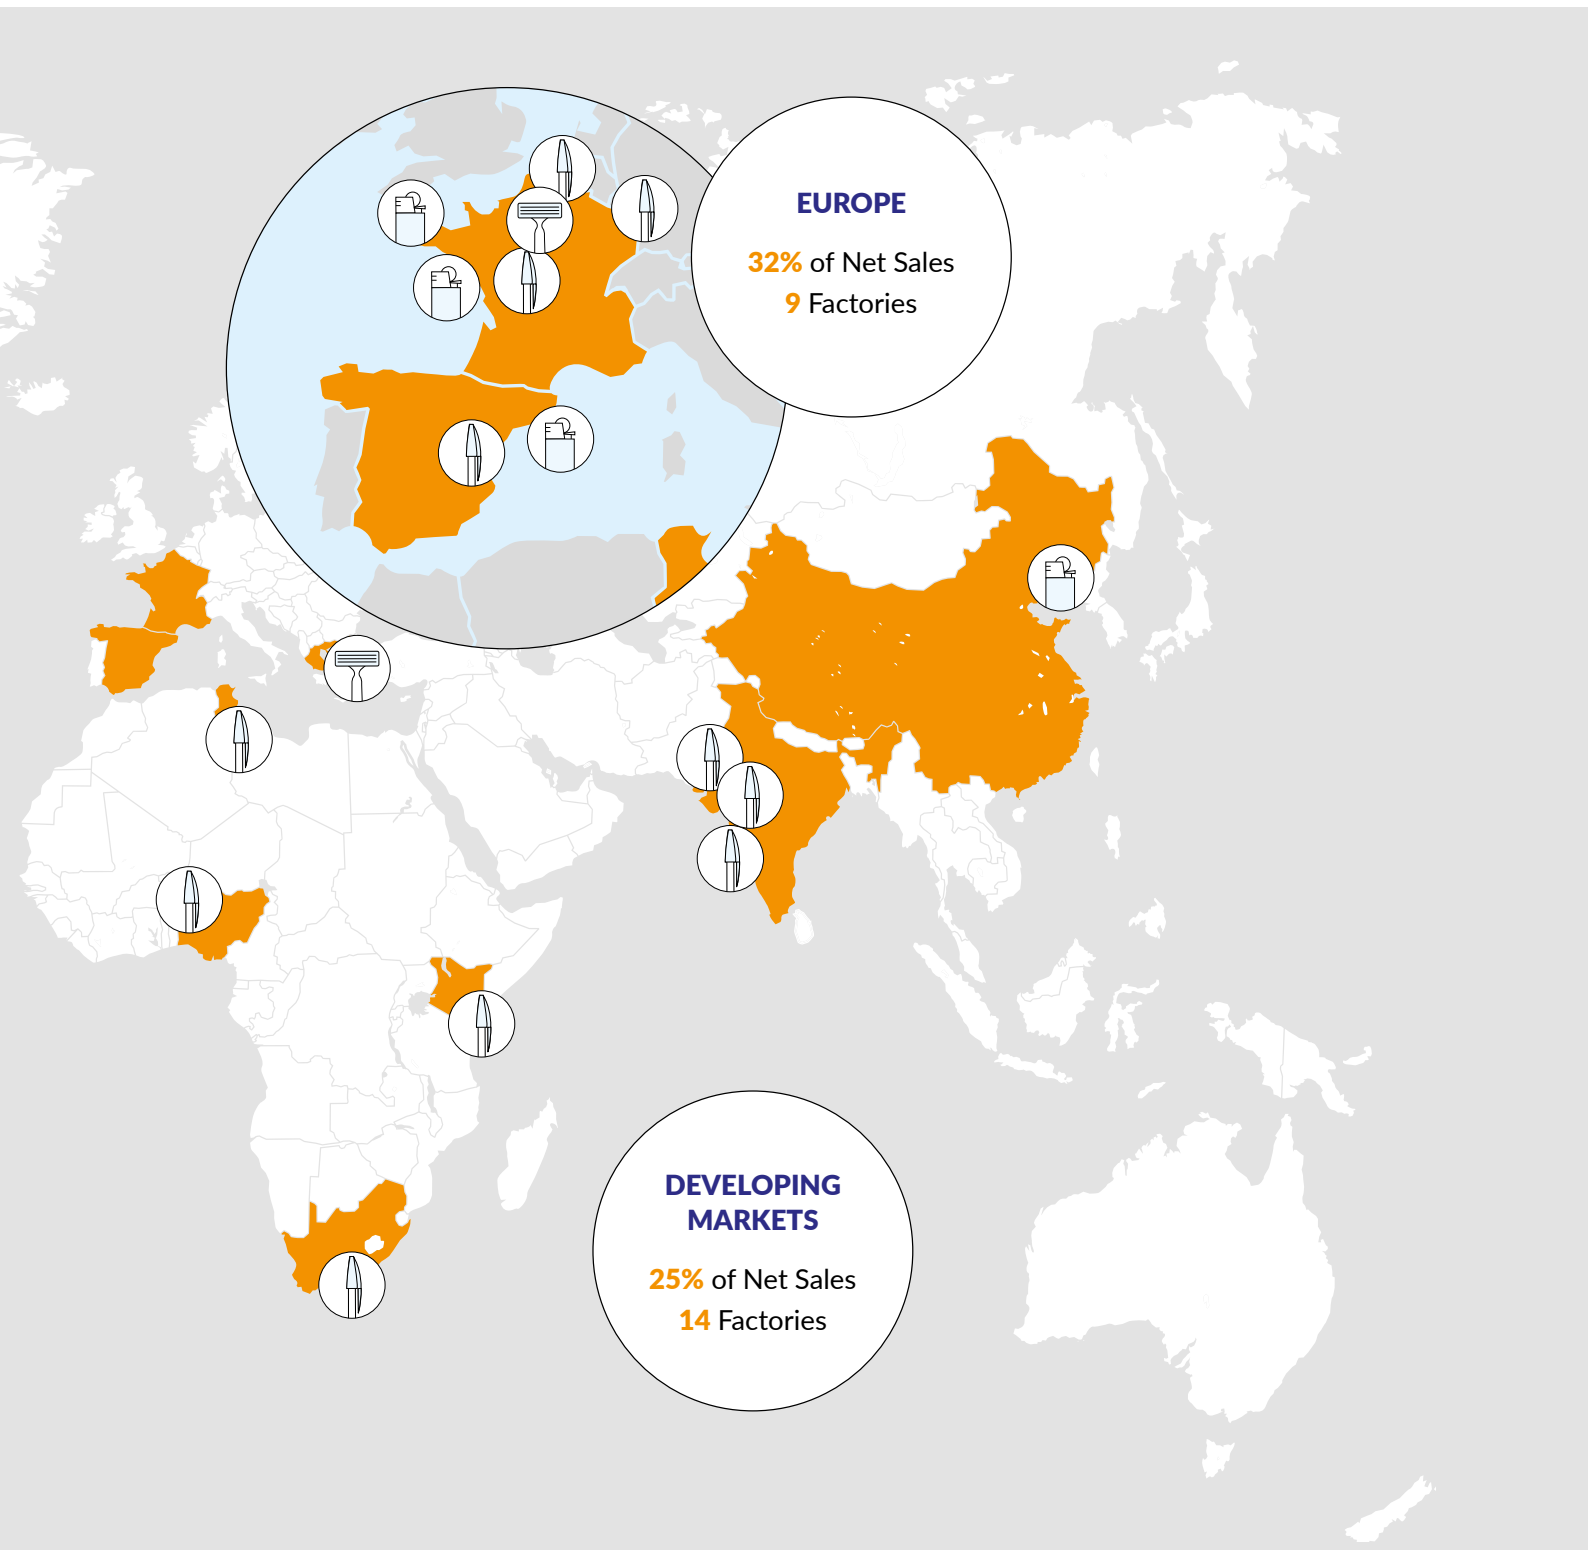 EUROPE
32% of Net Sales
9 Factories
DEVELOPING
MARKETS
25% of Net Sales
14 Factories